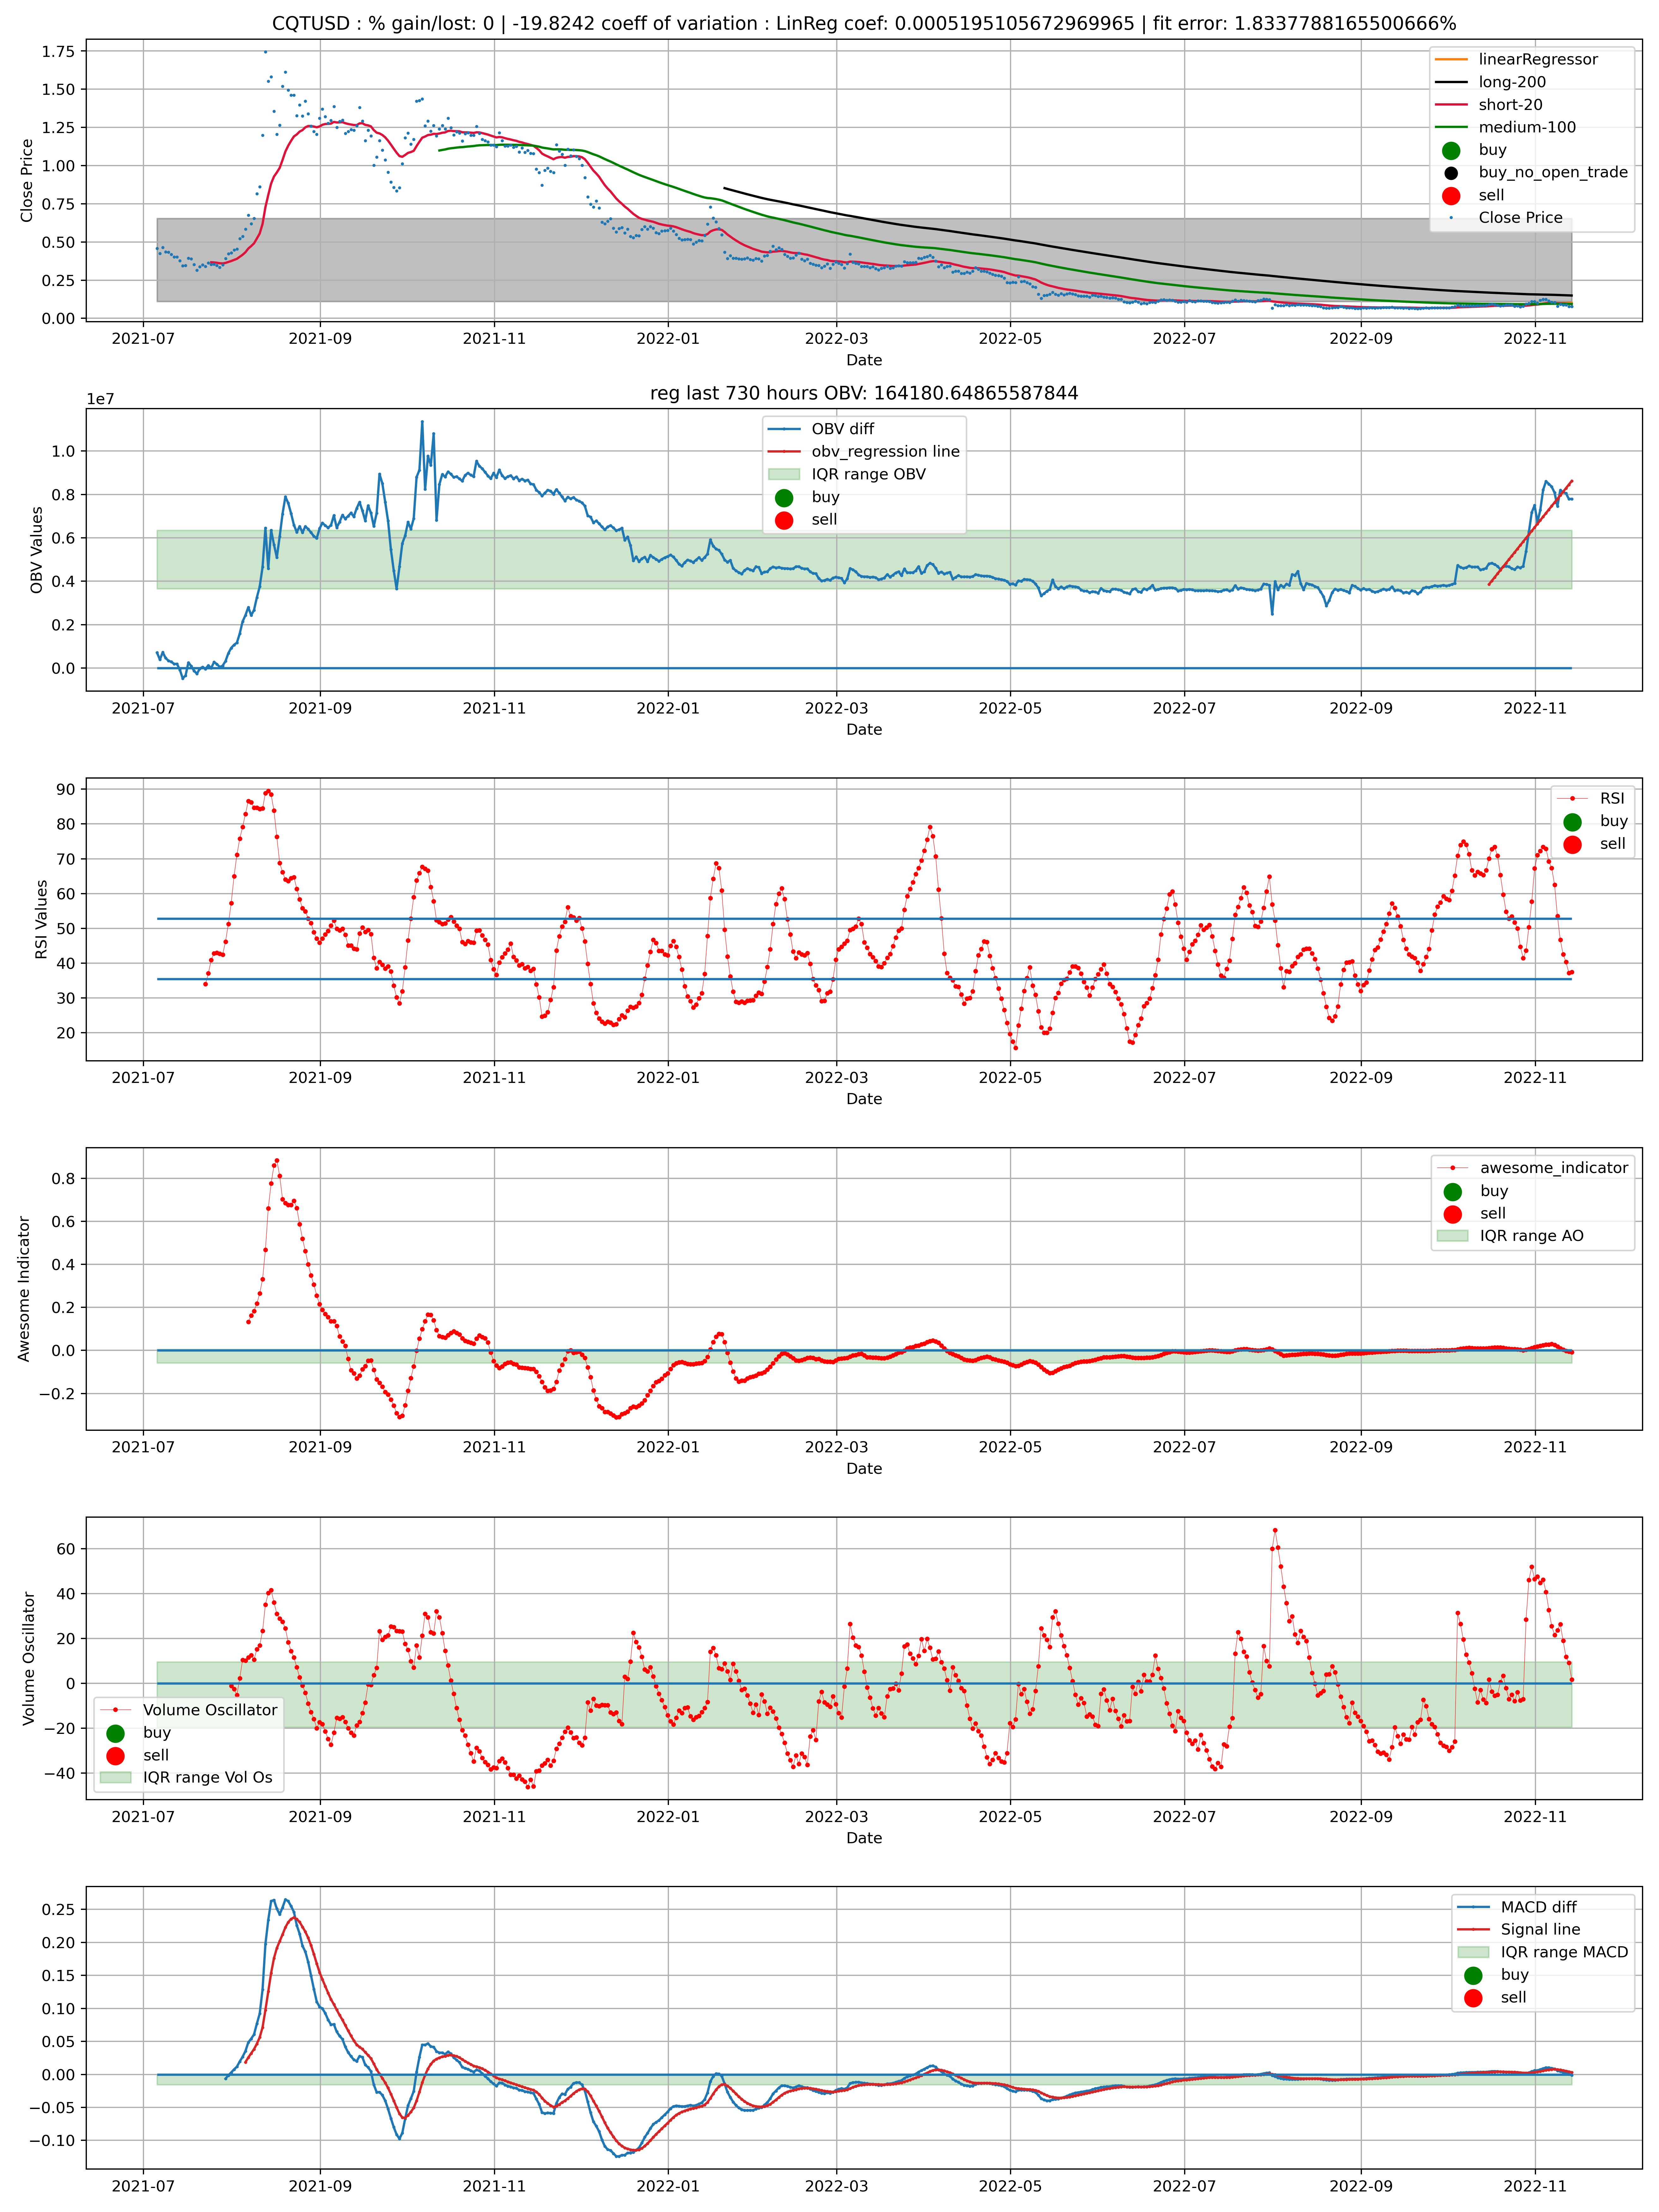 CQTUSD : % gain/lost: 0 | -19.8242 coeff of variation : LinReg coef: 0.0005195105672969965 | fit error: 1.8337788165500666%
1.75
1.50
1.25
1.00
0.75
0.50
0.25
0.00
Close Price
linearRegressor
long-200
short-20
medium-100
buy
buy_no_open_trade
sell
Close Price
2021-07 2021-09 2021-11 2022-01 2022-03 2022-05 2022-07 2022-09 2022-11
Date
reg last 730 hours OBV: 164180.64865587844
1e7
1.0
0.8
0.6
0.4
0.2
0.0
OBV Values
OBV diff
obv_regression line
IQR range OBV
buy
sell
2021-07 2021-09 2021-11 2022-01 2022-03 2022-05 2022-07 2022-09 2022-11
Date
90
80
70
60
50
40
30
20
RSI Values
RSI
buy
sell
2021-07 2021-09 2021-11 2022-01 2022-03 2022-05 2022-07 2022-09 2022-11
Date
0.8
0.6
0.4
0.2
0.0
−0.2
Awesome Indicator
awesome_indicator
buy
sell
IQR range AO
2021-07 2021-09 2021-11 2022-01 2022-03 2022-05 2022-07 2022-09 2022-11
Date
60
40
20
0
−20
−40
Volume Oscillator
Volume Oscillator
buy
sell
IQR range Vol Os
2021-07 2021-09 2021-11 2022-01 2022-03 2022-05 2022-07 2022-09 2022-11
Date
0.25
0.20
0.15
0.10
0.05
0.00
−0.05
−0.10
MACD diff
Signal line
IQR range MACD
buy
sell
2021-07 2021-09 2021-11 2022-01 2022-03 2022-05 2022-07 2022-09 2022-11